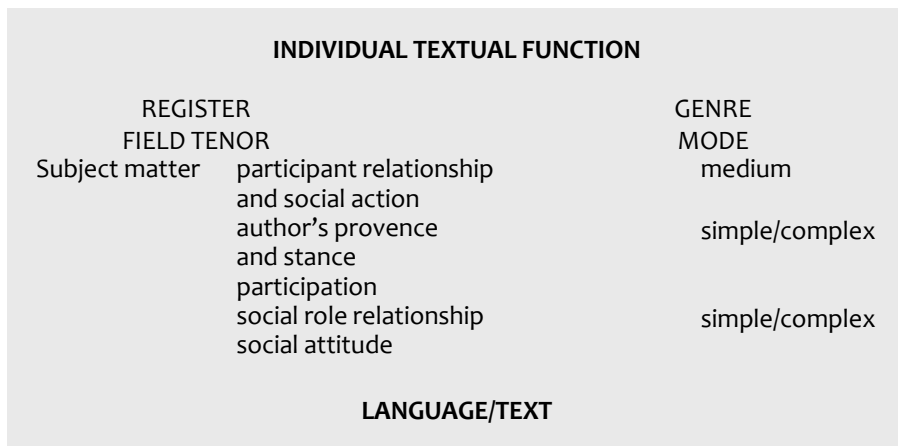 INDIVIDUAL TEXTUAL FUNCTION
REGISTER GENRE
FIELD TENOR MODE
Subject matter participant relationship medium
and social action
author’s provence simple/complex
and stance
participation
social role relationship simple/complex
social attitude
LANGUAGE/TEXT